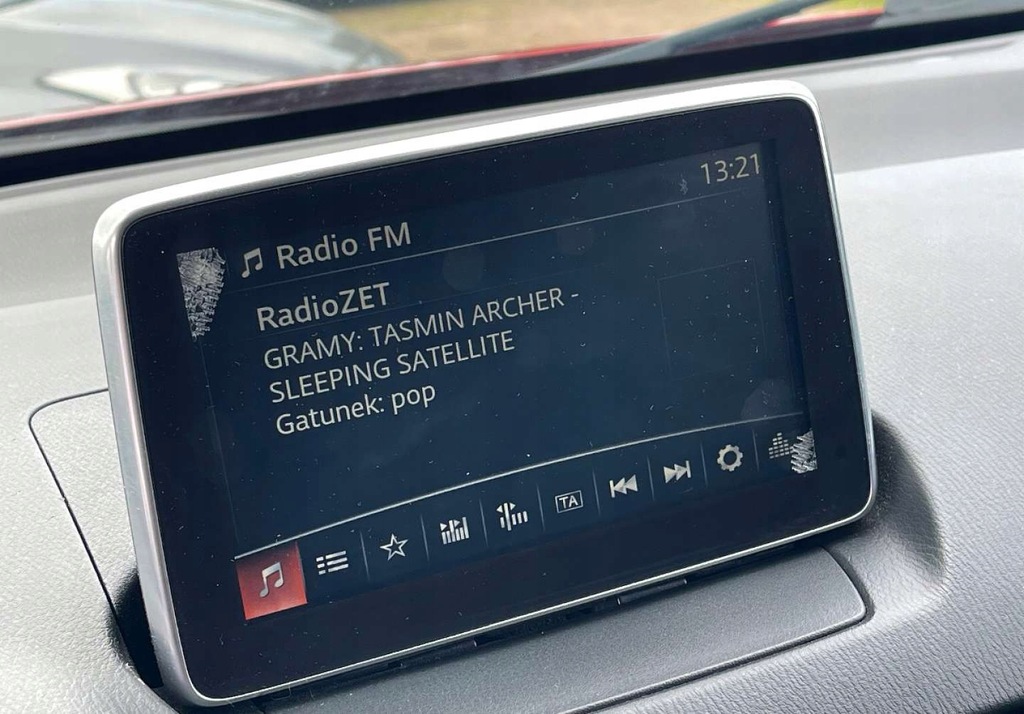 13:21
Radio FM
RadioZET
GRAMY: TASMIN ARCHER -
SLEEPING SATELLITE
Gatunek: pop
TA